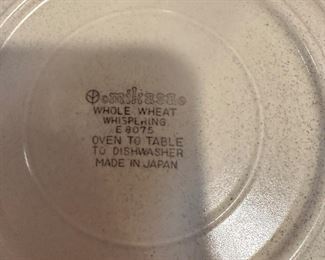 mikasa
WHOLE WHEAT
WHISPERING
E 8075
OVEN TO TABLE
TO DISHWASHER
MADE IN JAPAN